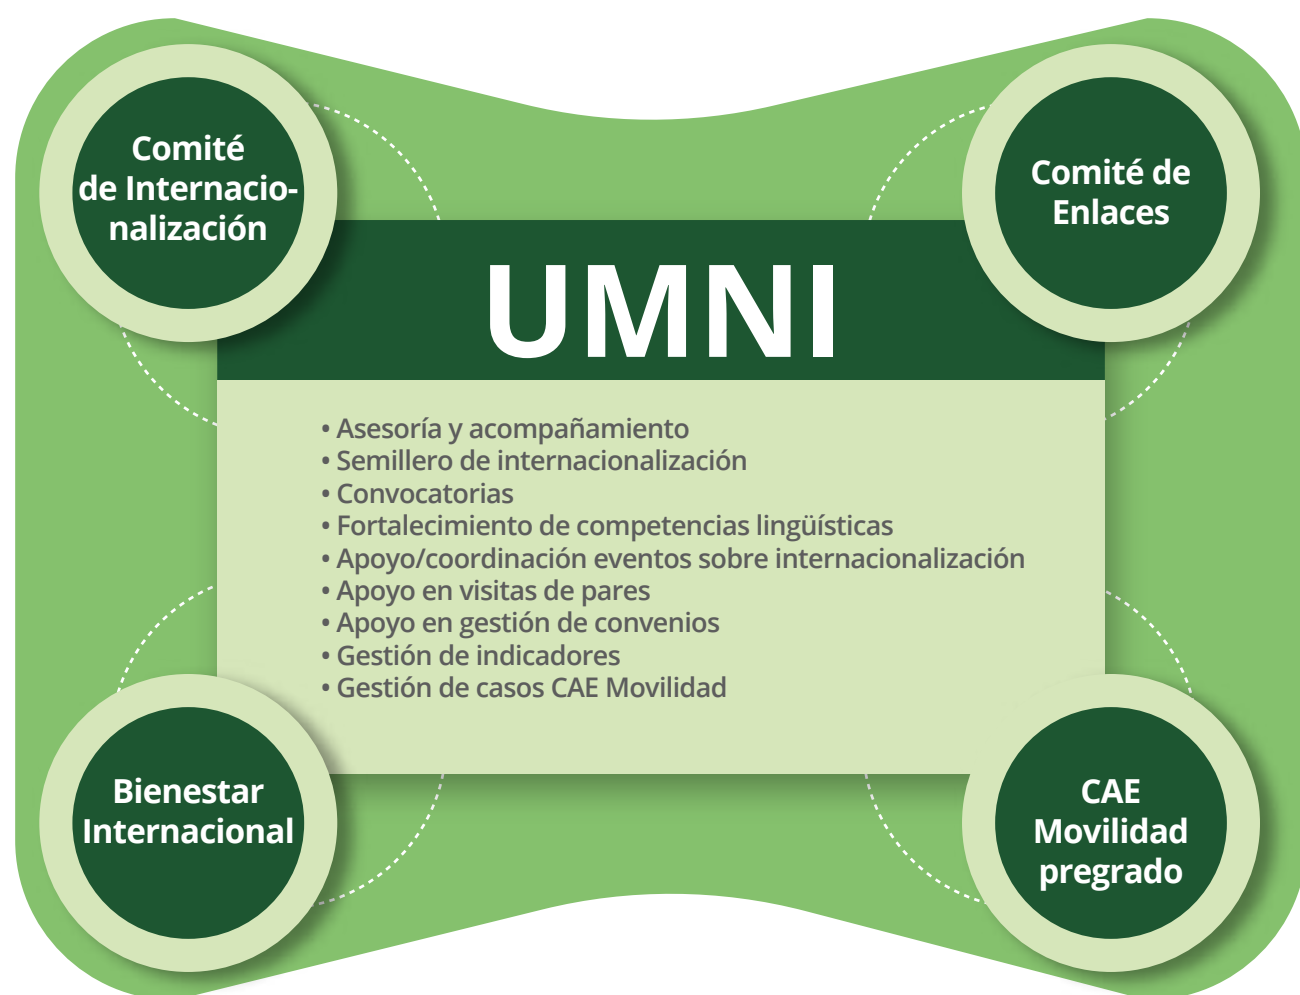 Comité
de Internacio-
nalización
Comité de
Enlaces
UMNI
• Asesoría y acompañamiento
• Semillero de internacionalización
• Convocatorias
• Fortalecimiento de competencias lingüísticas
• Apoyo/coordinación eventos sobre internacionalización
• Apoyo en visitas de pares
• Apoyo en gestión de convenios
• Gestión de indicadores
• Gestión de casos CAE Movilidad
Bienestar
Internacional
CAE
Movilidad
pregrado